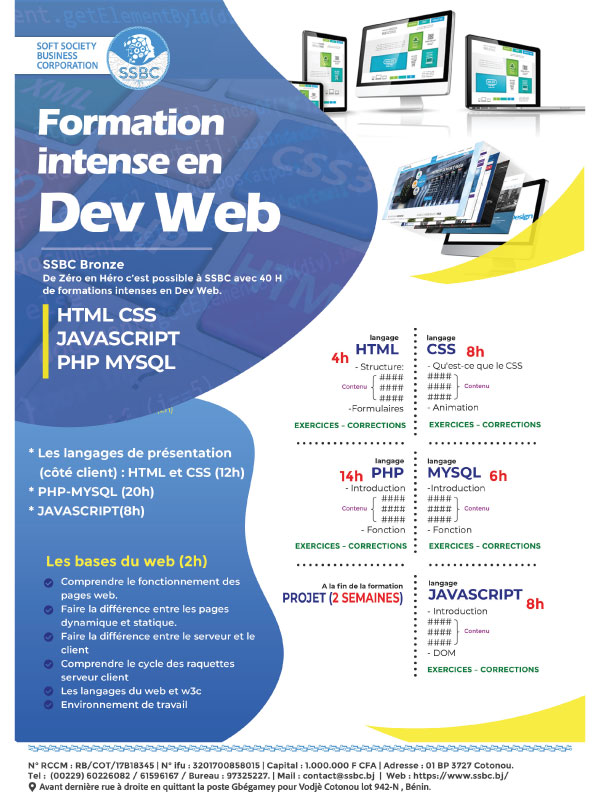 SOFT SOCIETY
BUSINESS
CORPORATION
SSBC
Formation
intense en
Dev Web
SSBC Bronze
De Zéro en Héro c'est possible à SSBC avec 40 H
de formations intenses en Dev Web.
HTML CSS
JAVASCRIPT
PHP MYSQL
* Les langages de présentation
(côté client) : HTML et CSS (12h)
* PHP-MYSQL (20h)
* JAVASCRIPT(8h)
Les bases du web (2h)
Comprendre le fonctionnement des
pages web.
Faire la différence entre les pages
dynamique et statique.
Faire la différence entre le serveur et le
client
Comprendre le cycle des raquettes
serveur client
Les langages du web et w3c
Environnement de travail
langage
4h HTML
- Structure:
####
Contenu ####
####
-Formulaires
EXERCICES – CORRECTIONS
langage
CSS 8h
- Qu'est-ce que le CSS
####
#### Contenu
####
- Animation
EXERCICES – CORRECTIONS
langage
14h PHP
- Introduction
####
Contenu ####
####
- Fonction
EXERCICES – CORRECTIONS
langage
MYSQL 6h
-Introduction
####
#### Contenu
####
- Fonction
EXERCICES – CORRECTIONS
A la fin de la formation
PROJET (2 SEMAINES)
langage
JAVASCRIPT
8h
- Introduction
####
#### Contenu
####
- DOM
EXERCICES – CORRECTIONS
N° RCCM : RB/COT/17B18345 | N° ifu : 3201700858015 | Capital : 1.000.000 F CFA | Adresse : 01 BP 3727 Cotonou.
Tel : (00229) 60226082 / 61596167 / Bureau : 97325227. | Mail : contact@ssbc.bj | Web : https://www.ssbc.bj/
Avant dernière rue à droite en quittant la poste Gbégamey pour Vodjè Cotonou lot 942-N , Bénin.